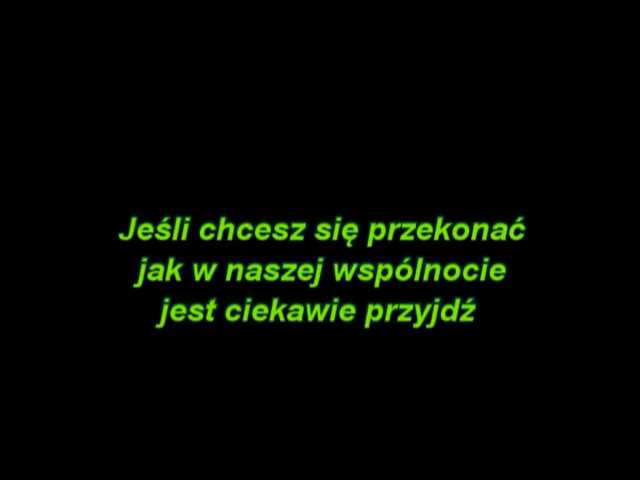 Jeśli chcesz się przekonać
jak w naszej wspólnocie
jest ciekawie przyjdź